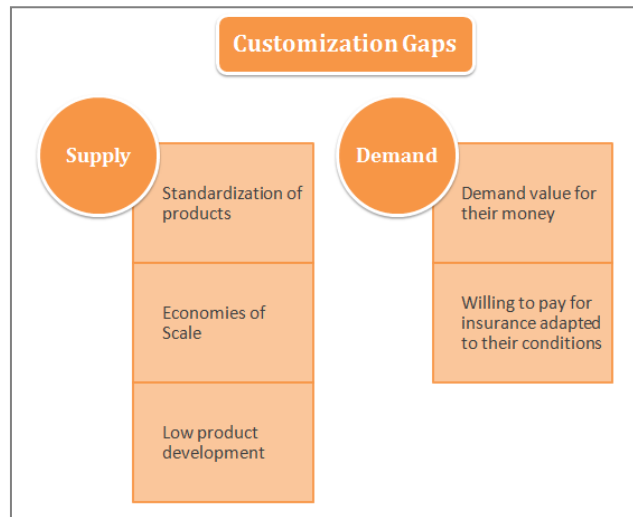 Customization Gaps
Supply
Standardization of
products
Economies of
Scale
Low product
development
Demand
Demand value for
their money
Willing to pay for
insurance adapted
to their conditions